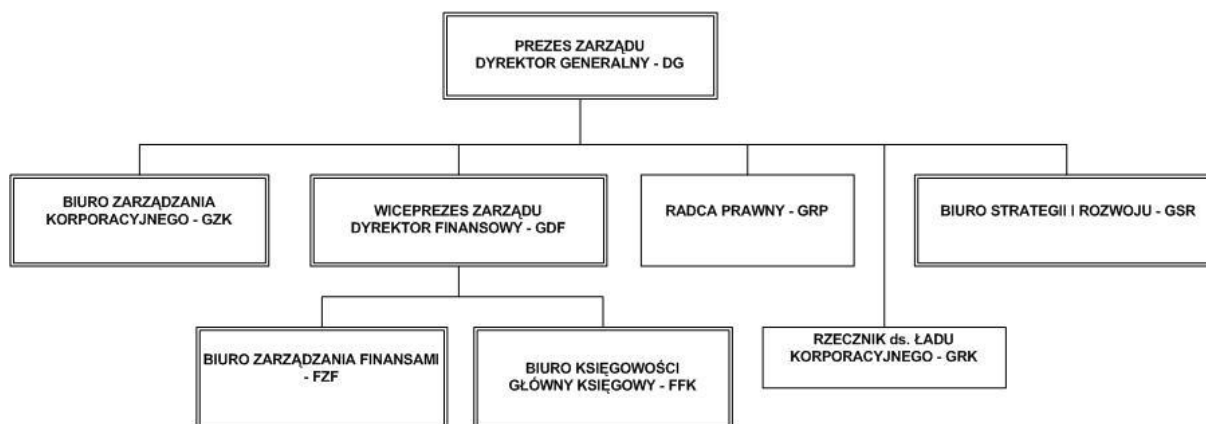 PREZES ZARZĄDU
DYREKTOR GENERALNY - DG
BIURO ZARZĄDZANIA
KORPORACYJNEGO - GZK
WICEPREZES ZARZĄDU
DYREKTOR FINANSOWY - GDF
RADCA PRAWNY - GRP
BIURO STRATEGII I ROZWOJU - GSR
BIURO ZARZĄDZANIA FINANSAMI
- FZF
BIURO KSIĘGOWOŚCI
GŁÓWNY KSIĘGOWY - FFK
RZECZNIK ds. ŁADU
KORPORACYJNEGO - GRK